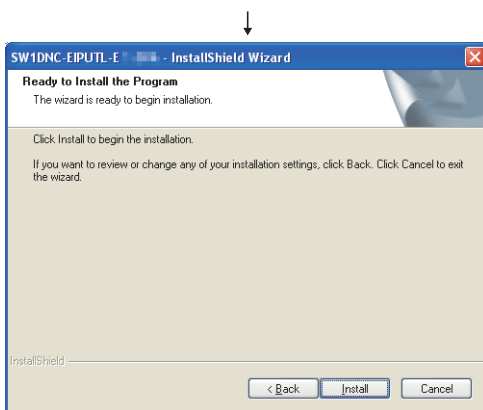 SW1DNC-EIPUTL-E - InstallShield Wizard
Ready to Install the Program
The wizard is ready to begin installation.
Click Install to begin the installation.
If you want to review or change any of your installation settings, click Back. Click Cancel to exit
the wizard.
InstallShield
< Back Install Cancel